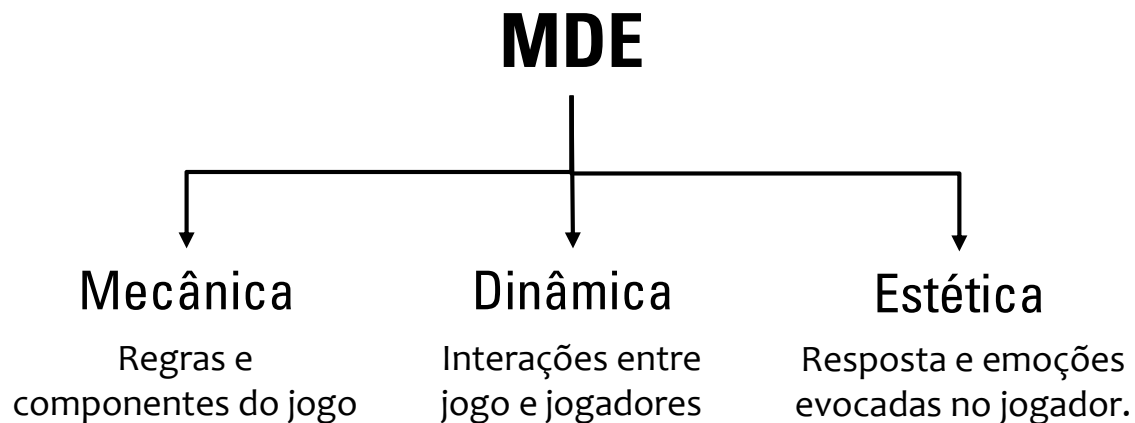 MDE
Mecânica
Dinâmica
Estética
Regras e
componentes do jogo
Interações entre
jogo e jogadores
Resposta e emoções
evocadas no jogador.